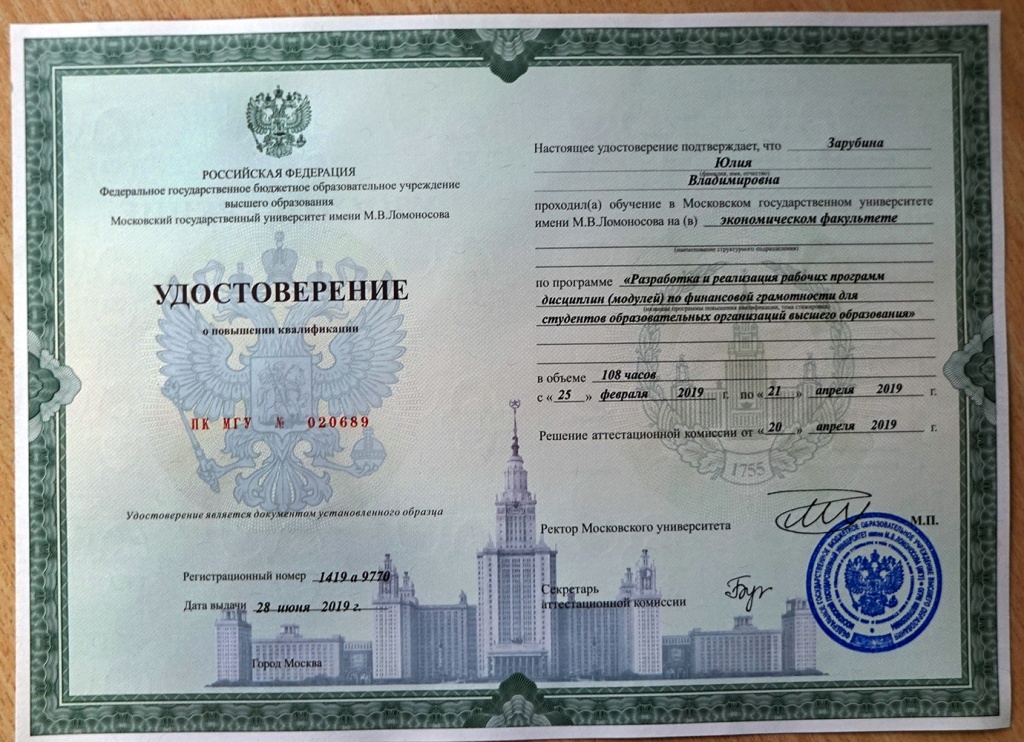 РОССИЙСКАЯ ФЕДЕРАЦИЯ
Федеральное государственное бюджетное образовательное учреждение
высшего образования
Московский государственный университет имени М.В.Ломоносова
УДОСТОВЕРЕНИЕ
о повышении квалификации
ПК МГУ № 020689
Удостоверение является документом установленного образца
Регистрационный номер 1419 а 9770
Дата выдачи 28 июня 2019 г.
Город Москва
Настоящее удостоверение подтверждает, что Зарубина
Юлия
(фамилия, имя, отчество)
Владимировна
проходил(а) обучение в Московском государственном университете
имени М.В.Ломоносова на (в) экономическом факультете
(наименование структурного подразделения)
по программе «Разработка и реализация рабочих программ
дисциплин (модулей) по финансовой грамотности для
студентов образовательных организаций высшего образования»
в объеме 108 часов
с « 25 » февраля 2019 г. по « 21 » апреля 2019 г.
Решение аттестационной комиссии от « 20 » апреля 2019 г.
1755
Ректор Московского университета
М.П.
Секретарь
аттестационной комиссии